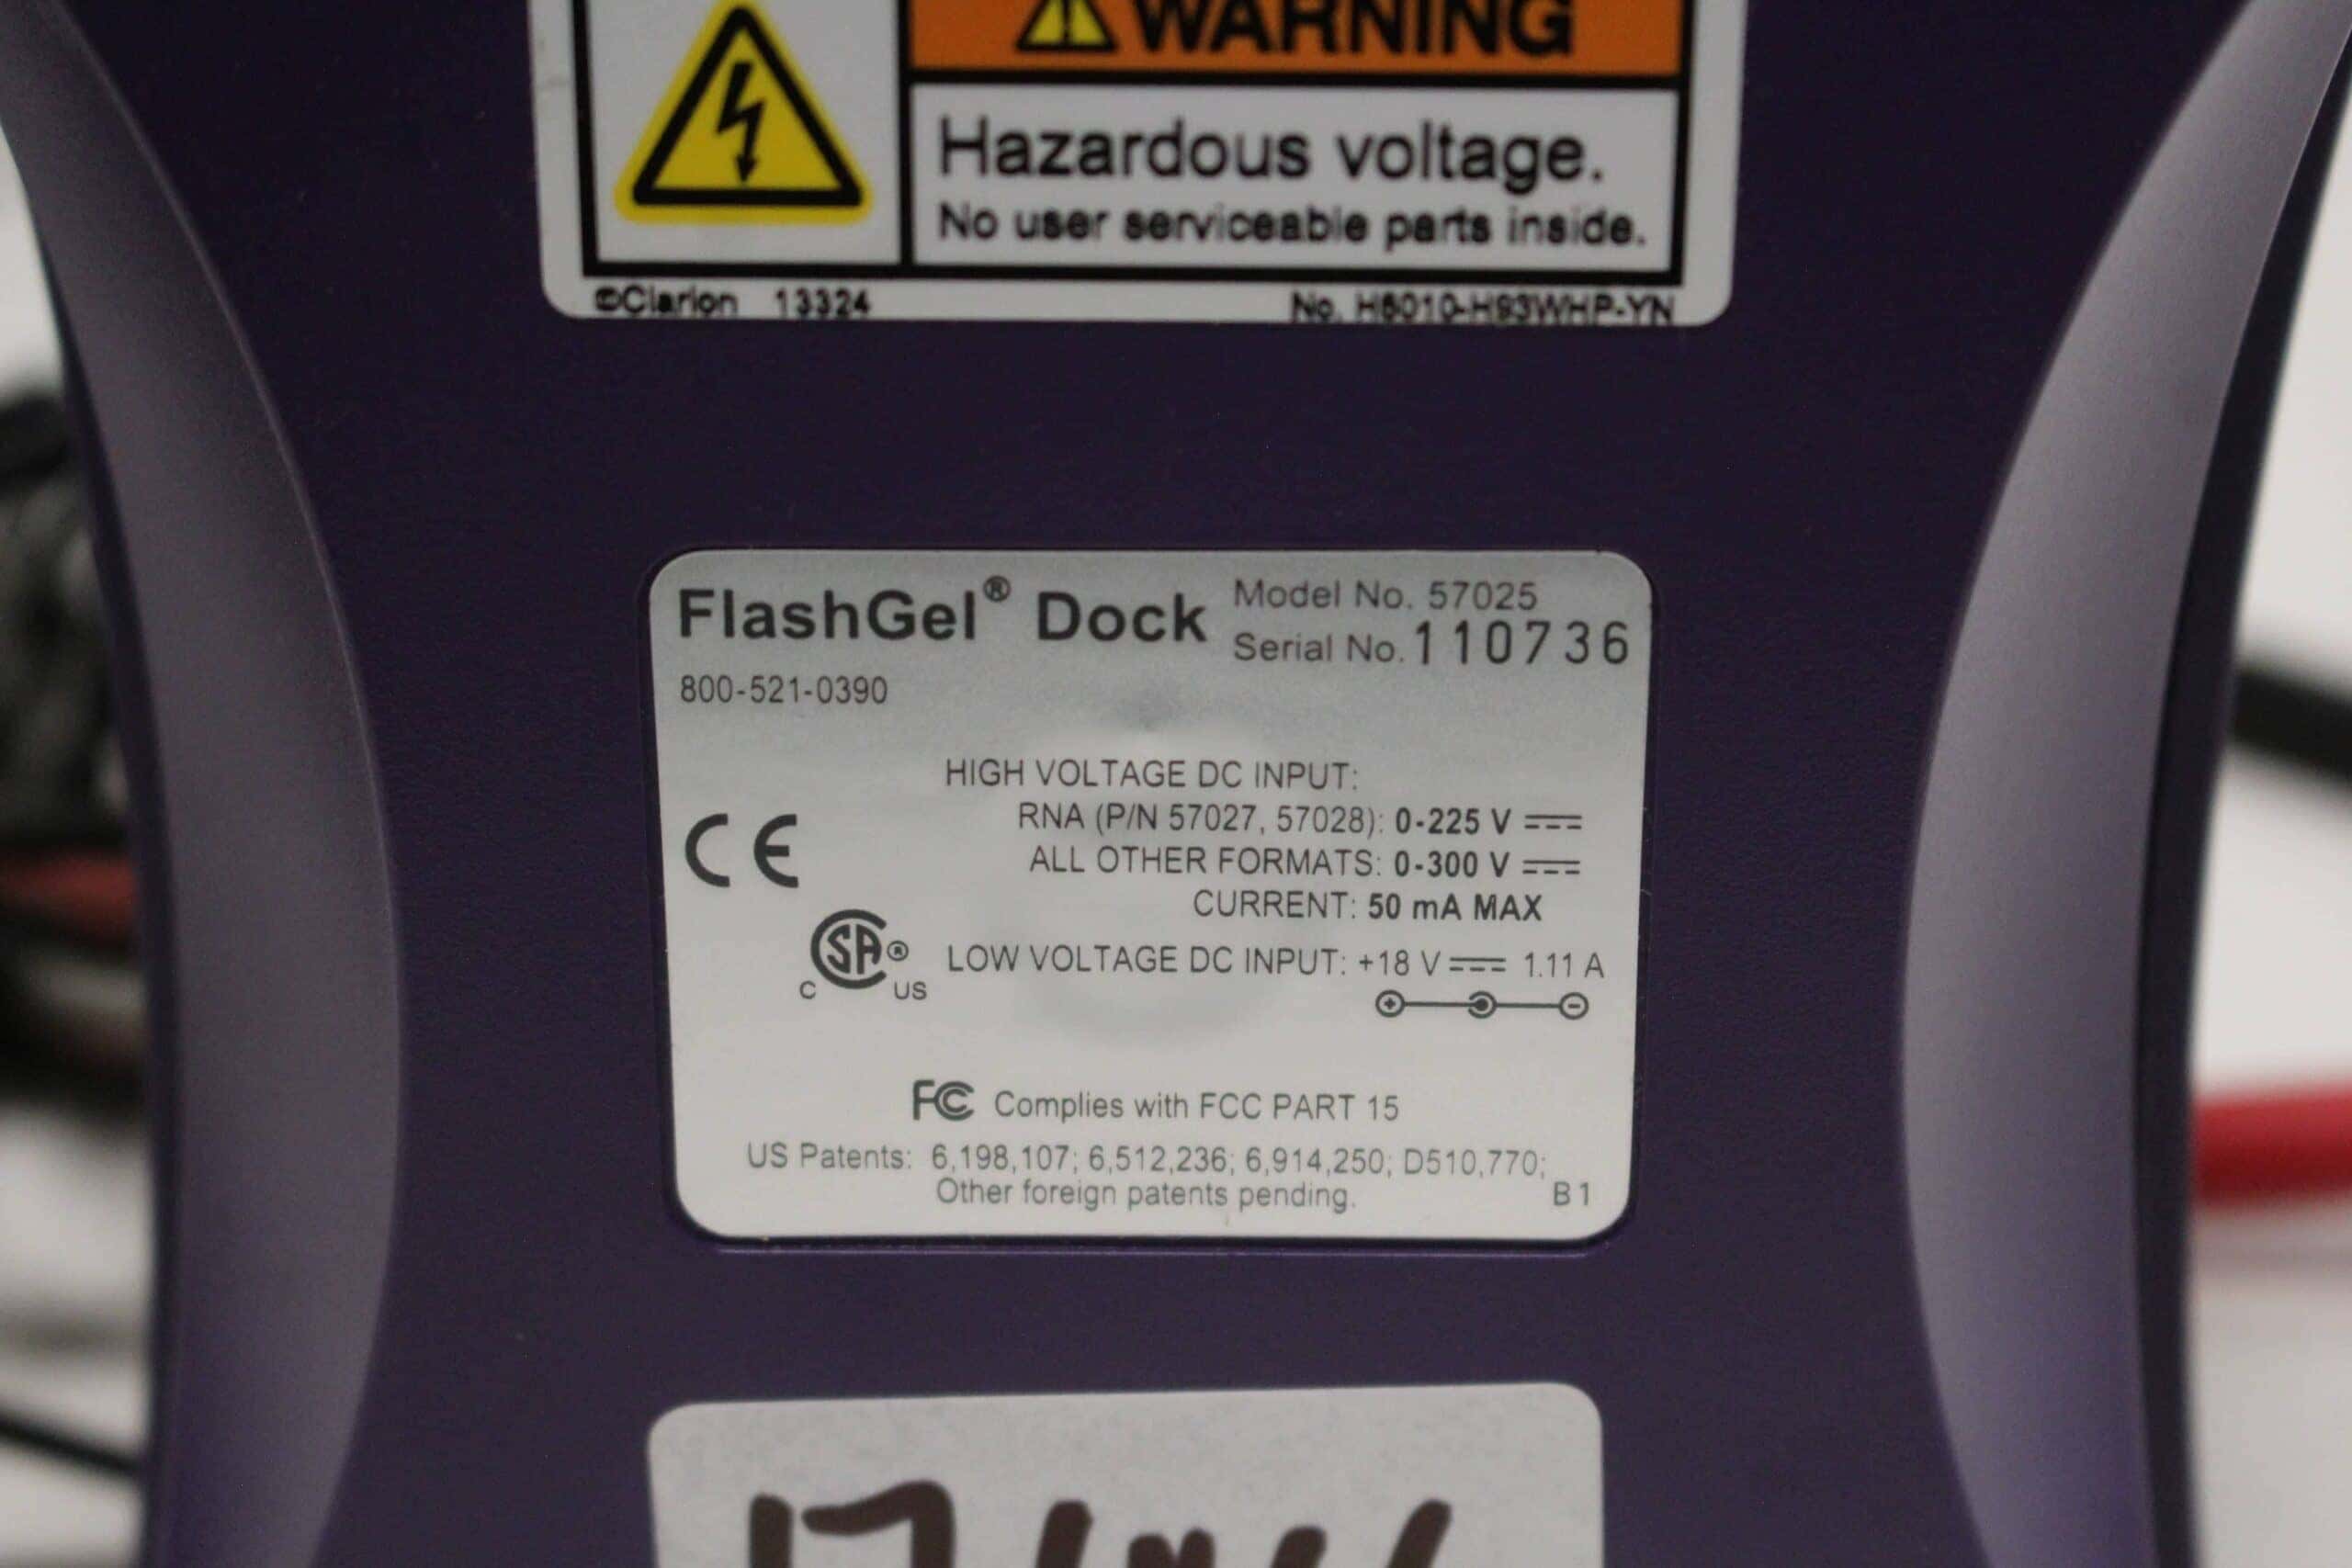 WARNING
Hazardous voltage.
No user serviceable parts inside.
©Clarion 13324 No. H6010-H93WHP-YN
FlashGel® Dock Model No. 57025
Serial No. 110736
800-521-0390
HIGH VOLTAGE DC INPUT:
RNA (P/N 57027, 57028): 0-225 V
ALL OTHER FORMATS: 0-300 V
CURRENT: 50 mA MAX
LOW VOLTAGE DC INPUT: +18 V 1.11 A
CE
SA®
C US
FC Complies with FCC PART 15
US Patents: 6,198,107; 6,512,236; 6,914,250; D510,770;
Other foreign patents pending. B1